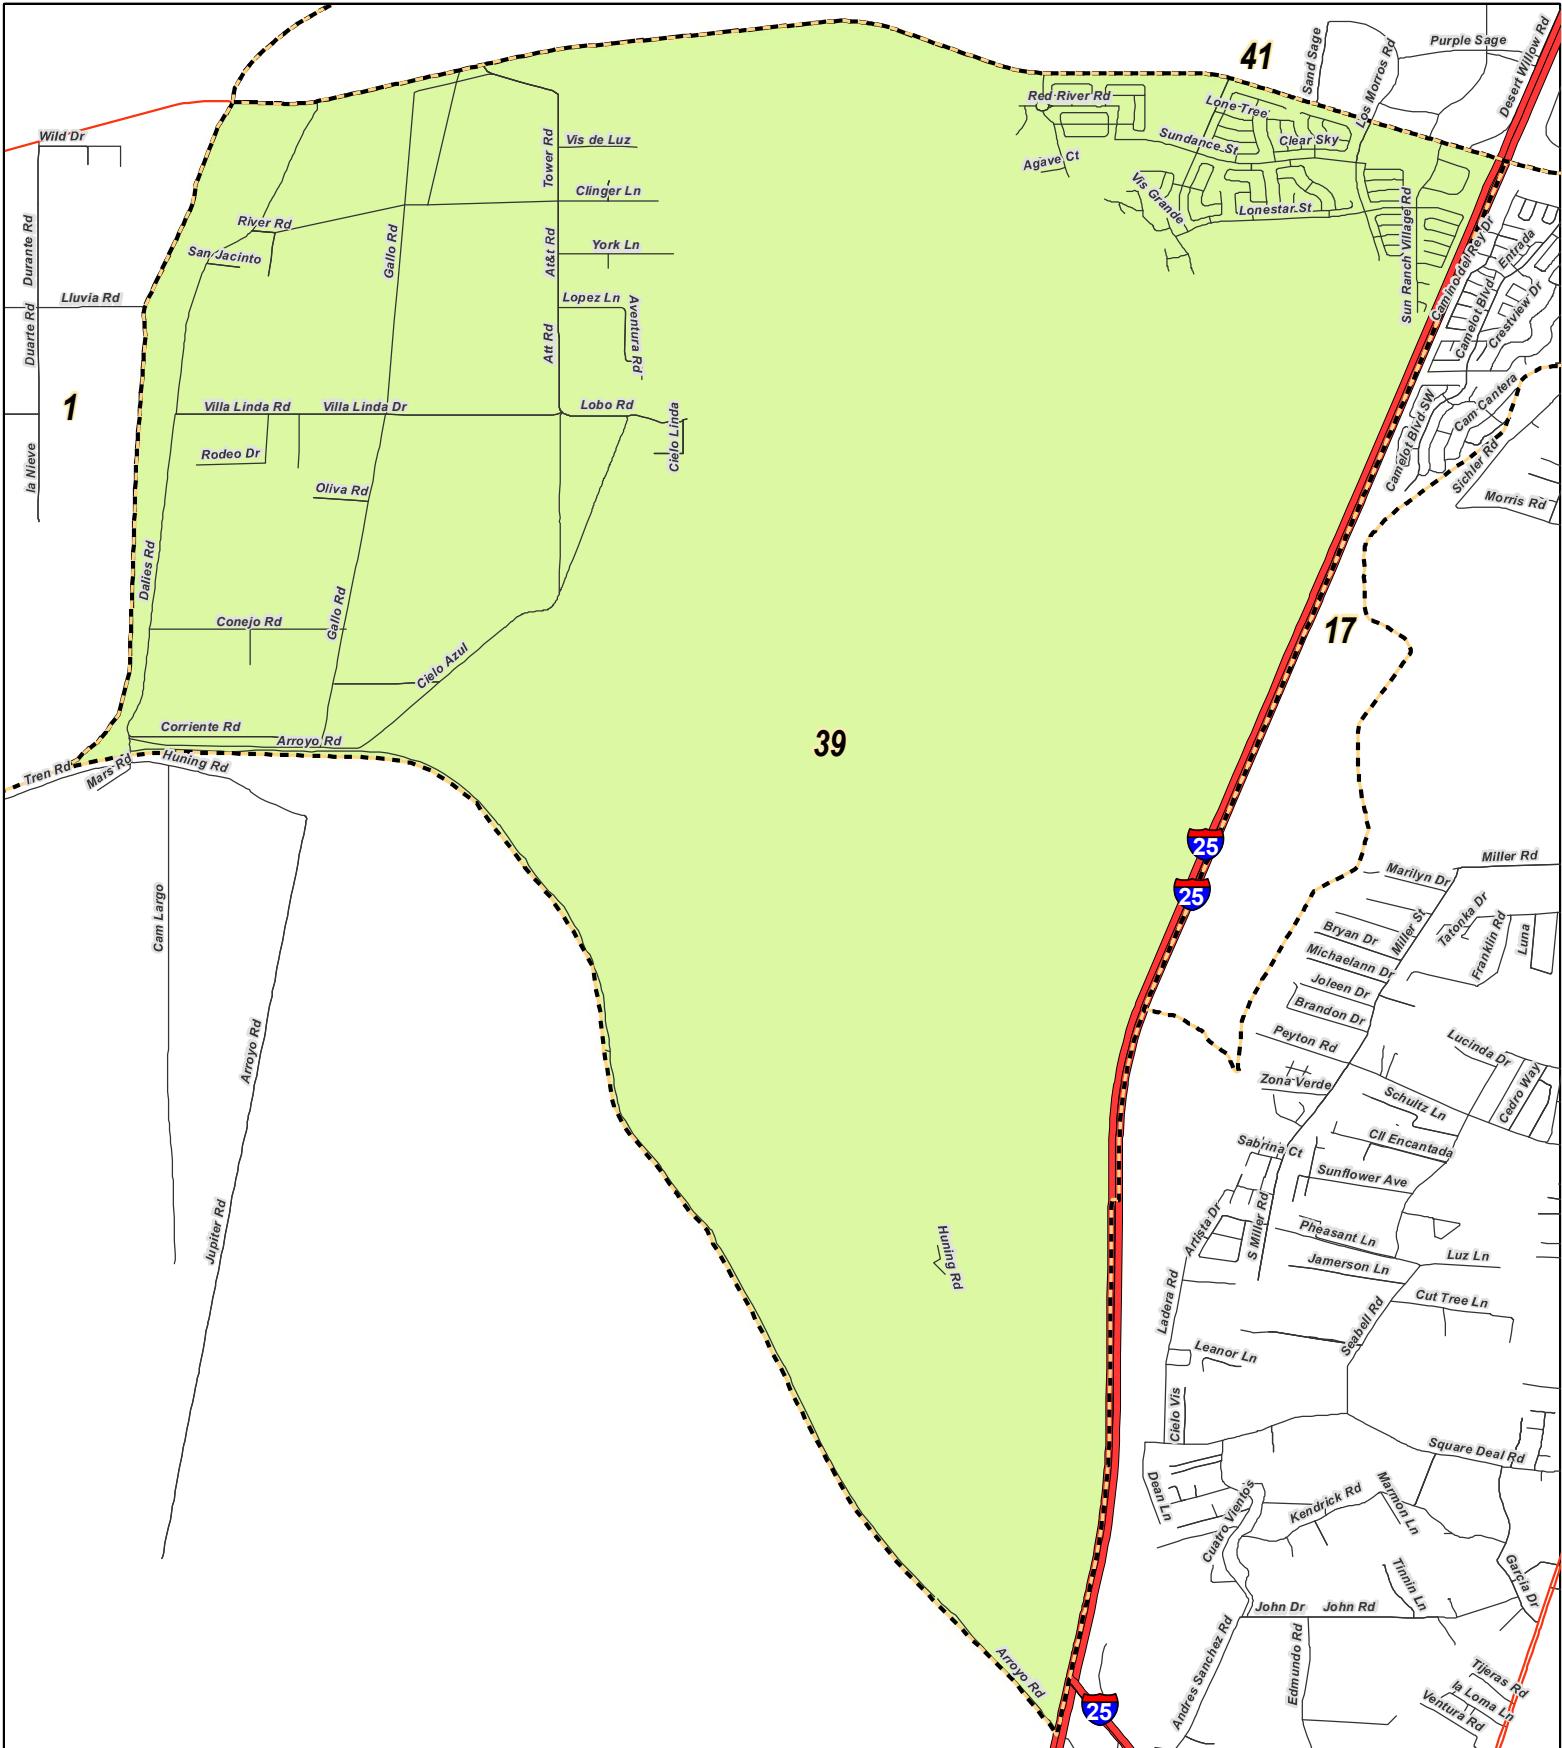 41
Sand Sage
Los Morros Rd
Purple Sage
Desert Willow Rd
Wild Dr
Red River Rd
Lone Tree
Sundance St
Clear Sky
Agave Ct
Vis Grande
Lonestar St
Sun Ranch Village Rd
Camino del Rey Dr
Entrada
Camelot Blvd
Crestview Dr
Tower Rd
Vis de Luz
Clinger Ln
At&t Rd
York Ln
Lopez Ln
Att Rd
Aventura Rd
River Rd
San Jacinto
Gallo Rd
Durante Rd
Lluvia Rd
Duarte Rd
1
la Nieve
Villa Linda Rd
Villa Linda Dr
Lobo Rd
Cielo Linda
Rodeo Dr
Oliva Rd
Camelot Blvd SW
Cam Cantera
Sichler Rd
Morris Rd
Dalies Rd
Conejo Rd
Gallo Rd
Cielo Azul
17
Corriente Rd
Arroyo Rd
39
Tren Rd
Mars Rd
Huning Rd
25
25
Miller Rd
Marilyn Dr
Miller St
Tatonka Dr
Franklin Rd
Luna
Bryan Dr
Michaelann Dr
Joleen Dr
Brandon Dr
Peyton Rd
Lucinda Dr
Cedro Way
Zona Verde
Schultz Ln
Cll Encantada
Sabrina Ct
Sunflower Ave
Cam Largo
Arroyo Rd
Jupiter Rd
Artista Dr
S Miller Rd
Pheasant Ln
Luz Ln
Jamerson Ln
Huning Rd
Ladera Rd
Cut Tree Ln
Seabell Rd
Leanor Ln
Cielo Vis
Square Deal Rd
Dean Ln
Cuatro Vientos
Kendrick Rd
Marmon Ln
Tinnin Ln
Garcia Dr
John Dr
John Rd
Andres Sanchez Rd
Edmundo Rd
Arroyo Rd
25
Tijeras Rd
la Loma Ln
Ventura Rd